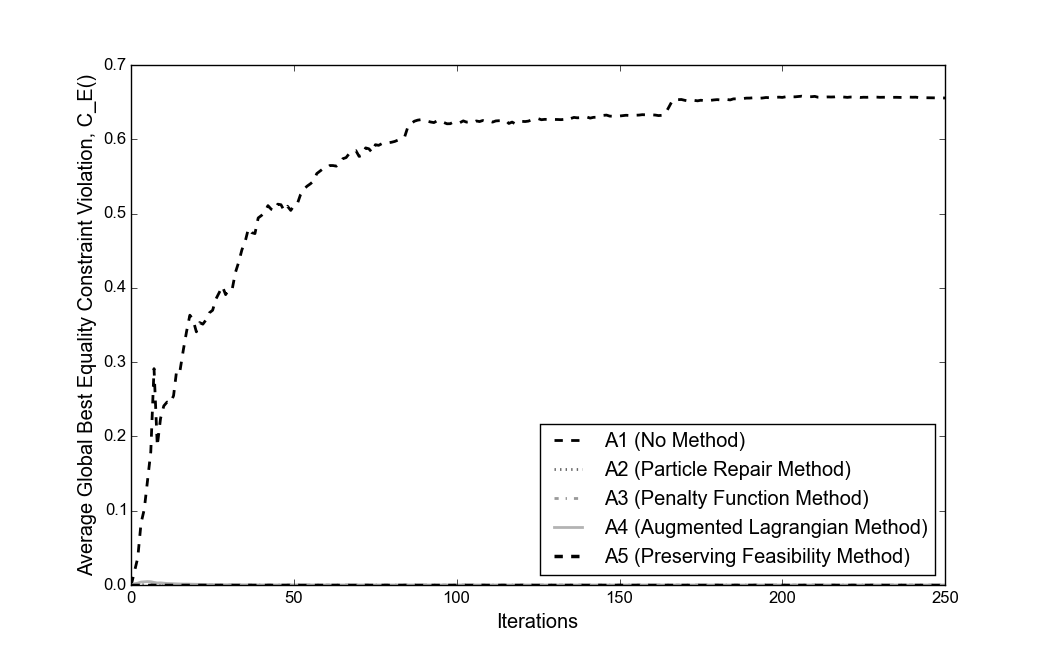 0.7
0.6
0.5
0.4
0.3
0.2
0.1
0.0
Average Global Best Equality Constraint Violation, C_E()
A1 (No Method)
A2 (Particle Repair Method)
A3 (Penalty Function Method)
A4 (Augmented Lagrangian Method)
A5 (Preserving Feasibility Method)
0 50 100 150 200 250
Iterations